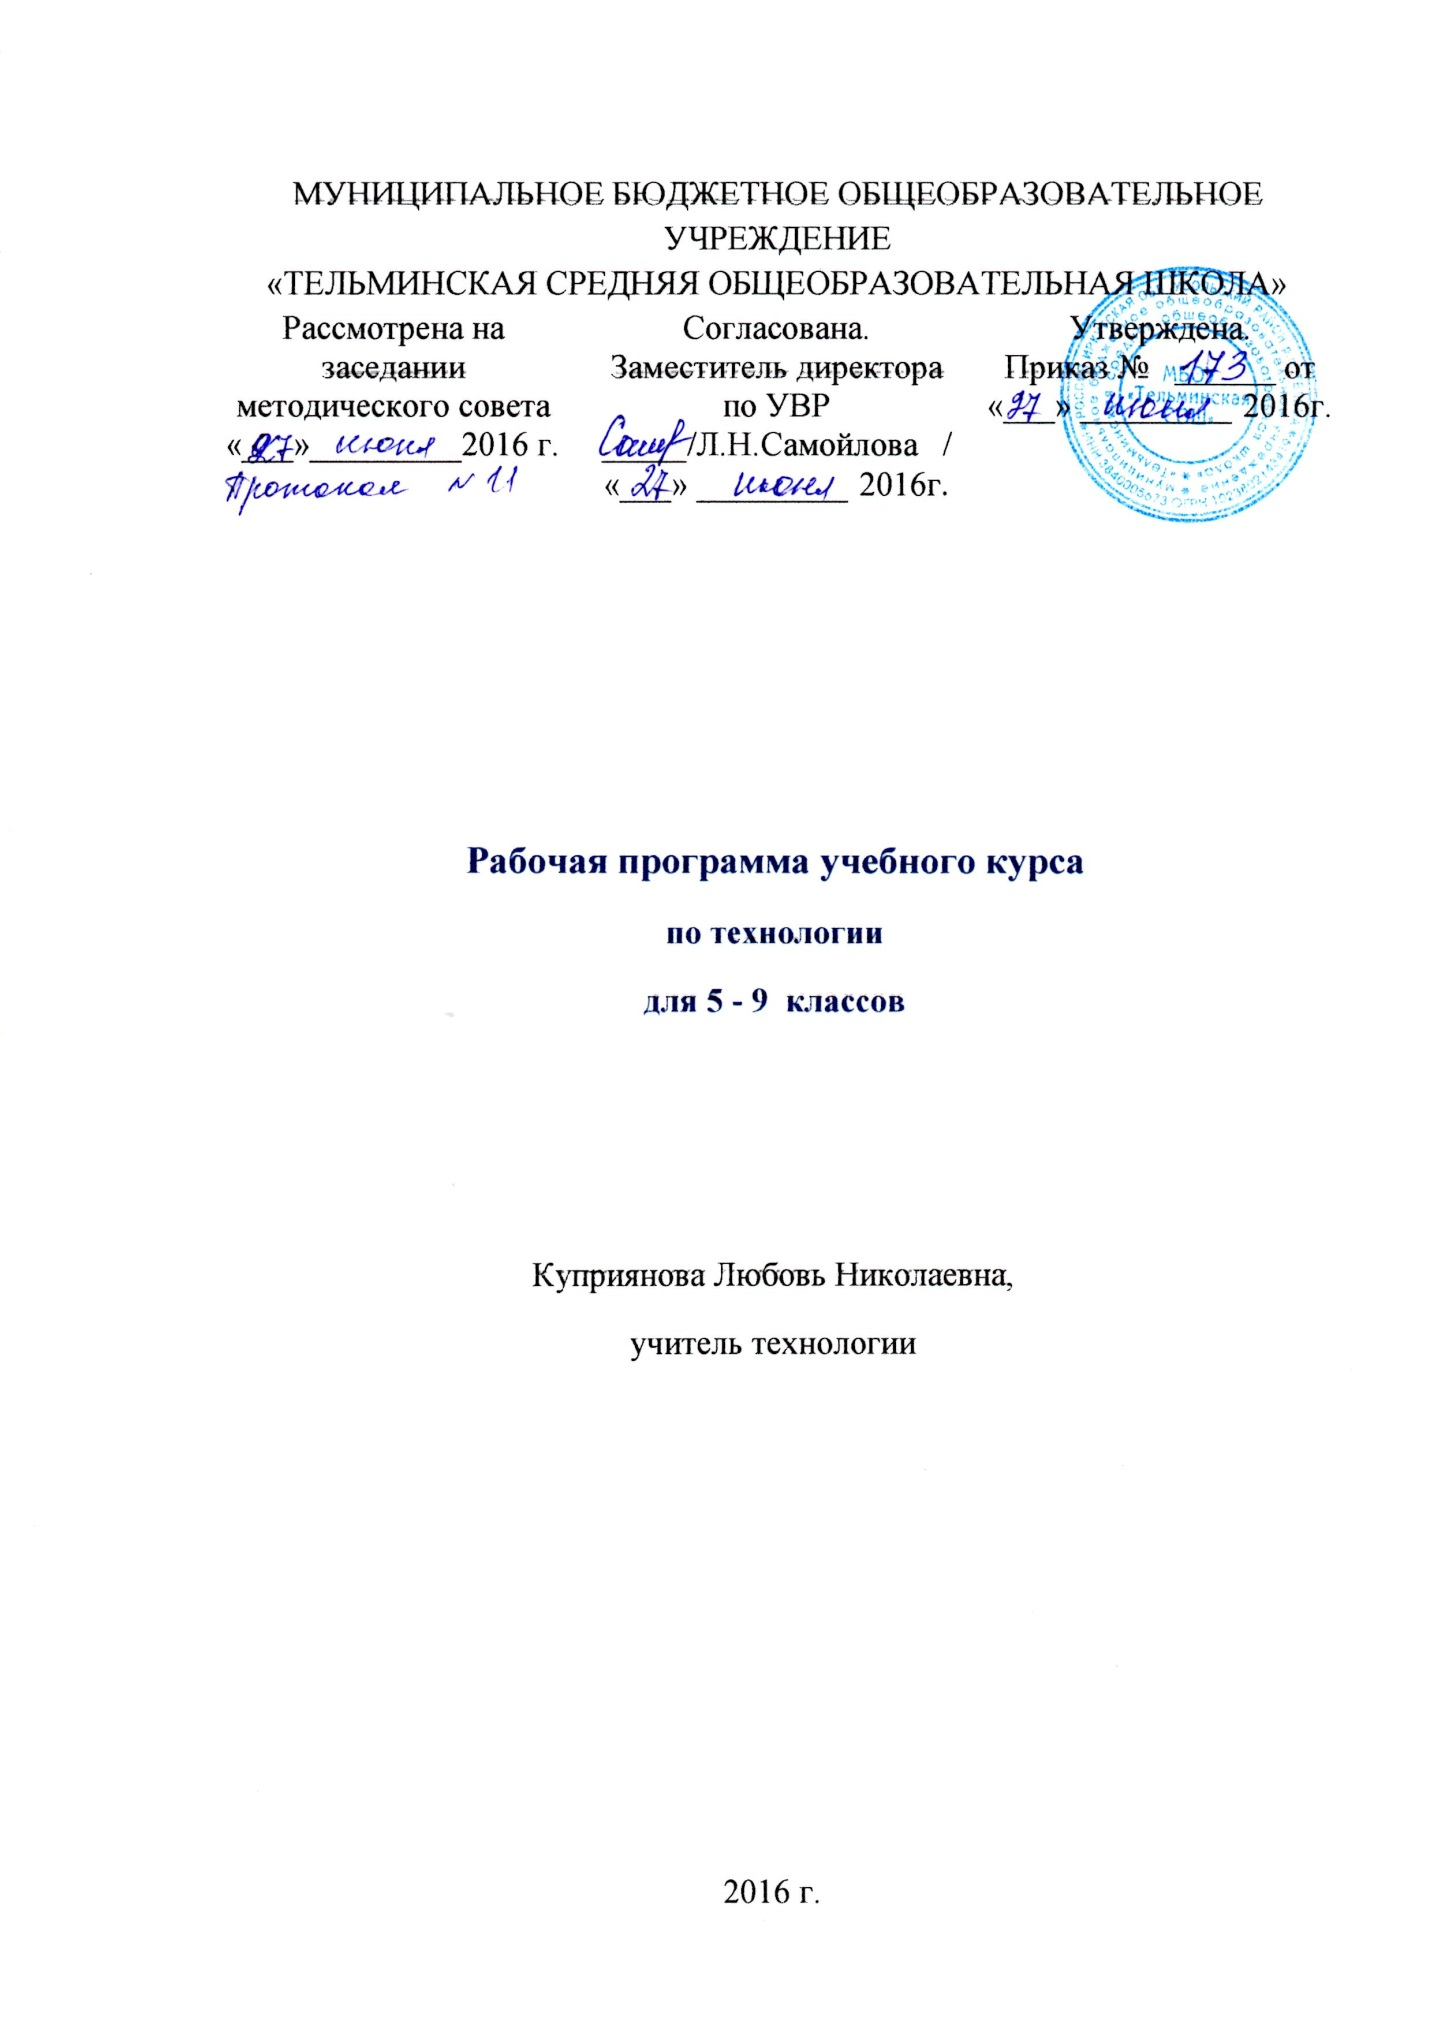 МУНИЦИПАЛЬНОЕ БЮДЖЕТНОЕ ОБЩЕОБРАЗОВАТЕЛЬНОЕ
УЧРЕЖДЕНИЕ
«ТЕЛЬМИНСКАЯ СРЕДНЯЯ ОБЩЕОБРАЗОВАТЕЛЬНАЯ ШКОЛА»
Рассмотрена на
заседании
методического совета
«27» июня 2016 г.
Протокол № 11
Согласована.
Заместитель директора
по УВР
/Л.Н.Самойлова /
«27» июня 2016г.
Утверждена.
Приказ № 173 от
«27» июня 2016г.
МБОУ
«Тельминская
Рабочая программа учебного курса
по технологии
для 5 - 9 классов
Куприянова Любовь Николаевна,
учитель технологии
2016 г.